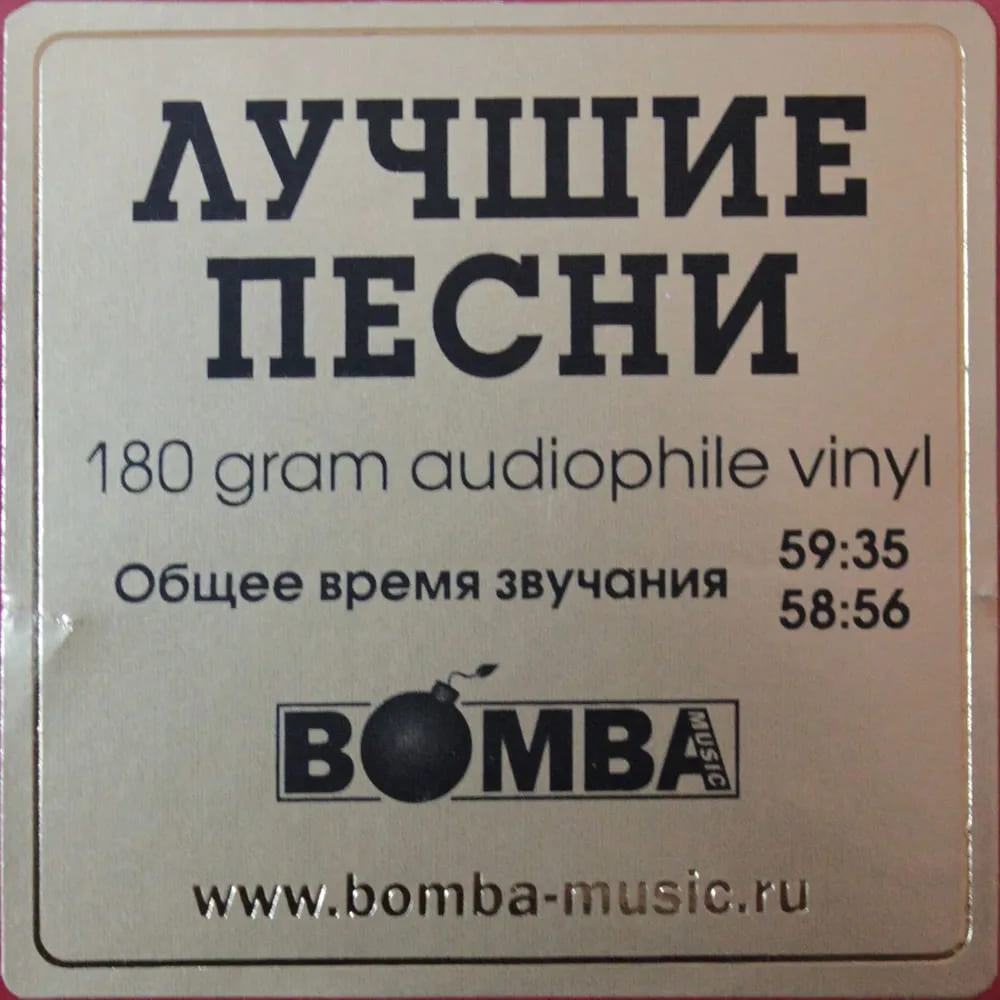 ЛУЧШИЕ
ПЕСНИ
180 gram audiophile vinyl
Общее время звучания 59:35
58:56
BOMBA MUSIC
www.bomba-music.ru